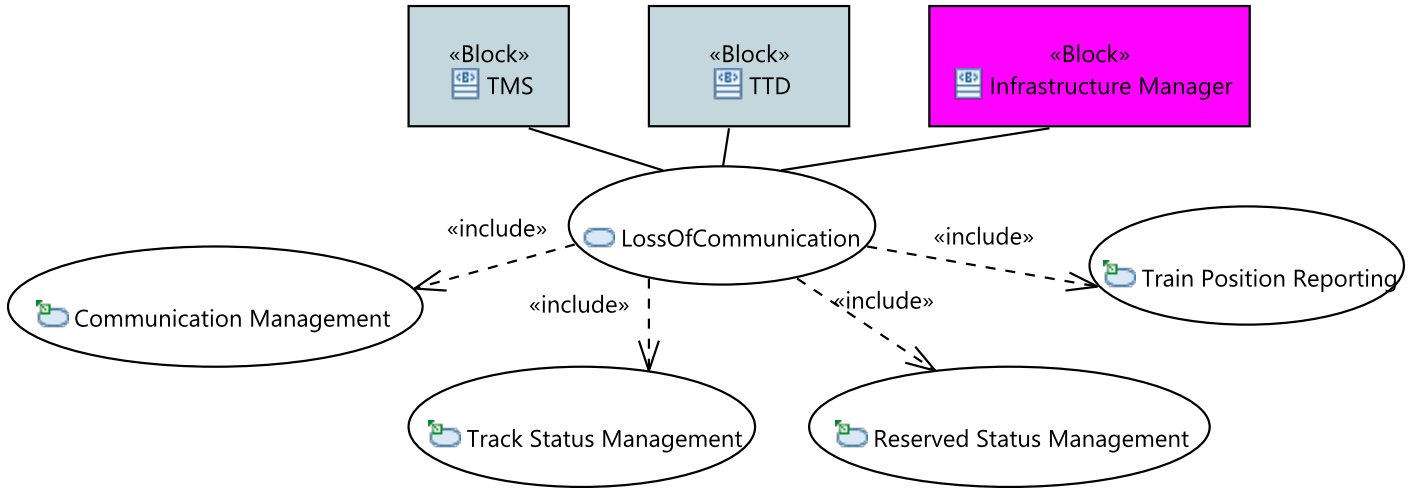 «Block»
TMS
«Block»
TTD
«Block»
Infrastructure Manager
LossOfCommunication
«include»
«include»
«include»
«include»
Train Position Reporting
Communication Management
Track Status Management
Reserved Status Management